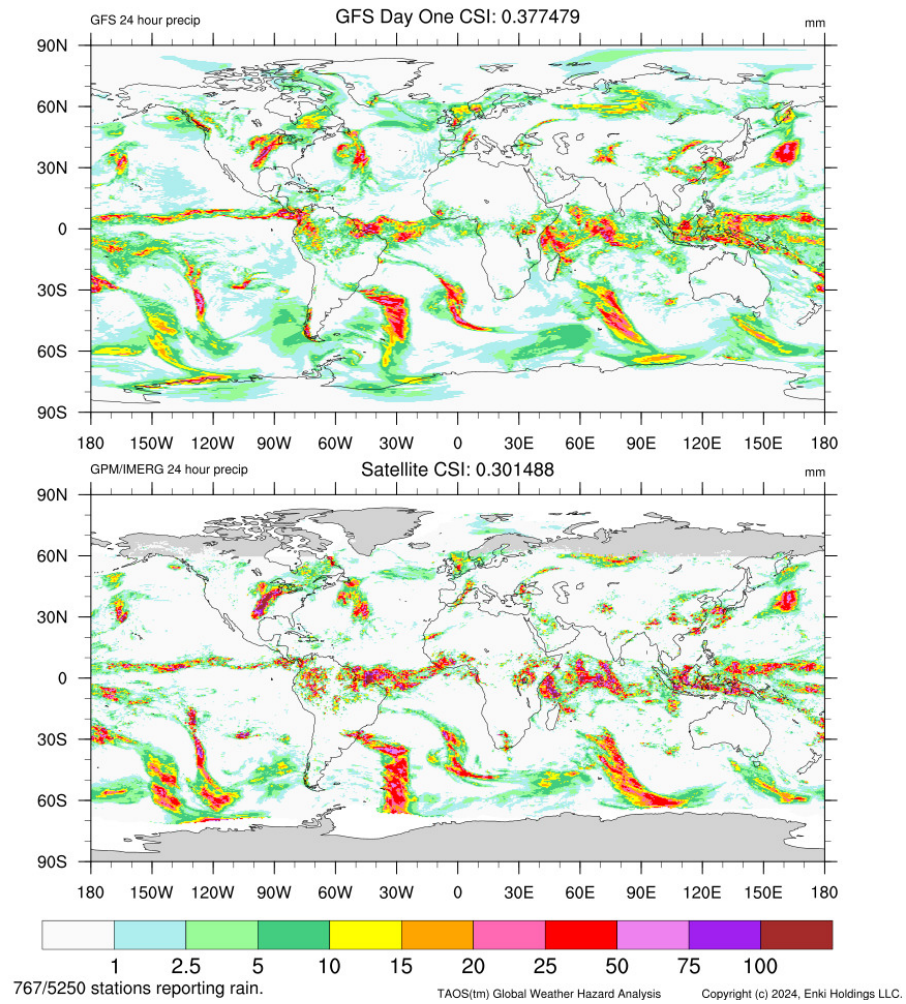 GFS 24 hour precip GFS Day One CSI: 0.377479 mm
90N
60N
30N
0
30S
60S
90S
180 150W 120W 90W 60W 30W 0 30E 60E 90E 120E 150E 180
GPM/IMERG 24 hour precip Satellite CSI: 0.301488 mm
90N
60N
30N
0
30S
60S
90S
180 150W 120W 90W 60W 30W 0 30E 60E 90E 120E 150E 180
1 2.5 5 10 15 20 25 50 75 100
767/5250 stations reporting rain. TAOS(tm) Global Weather Hazard Analysis Copyright (c) 2024, Enki Holdings LLC.